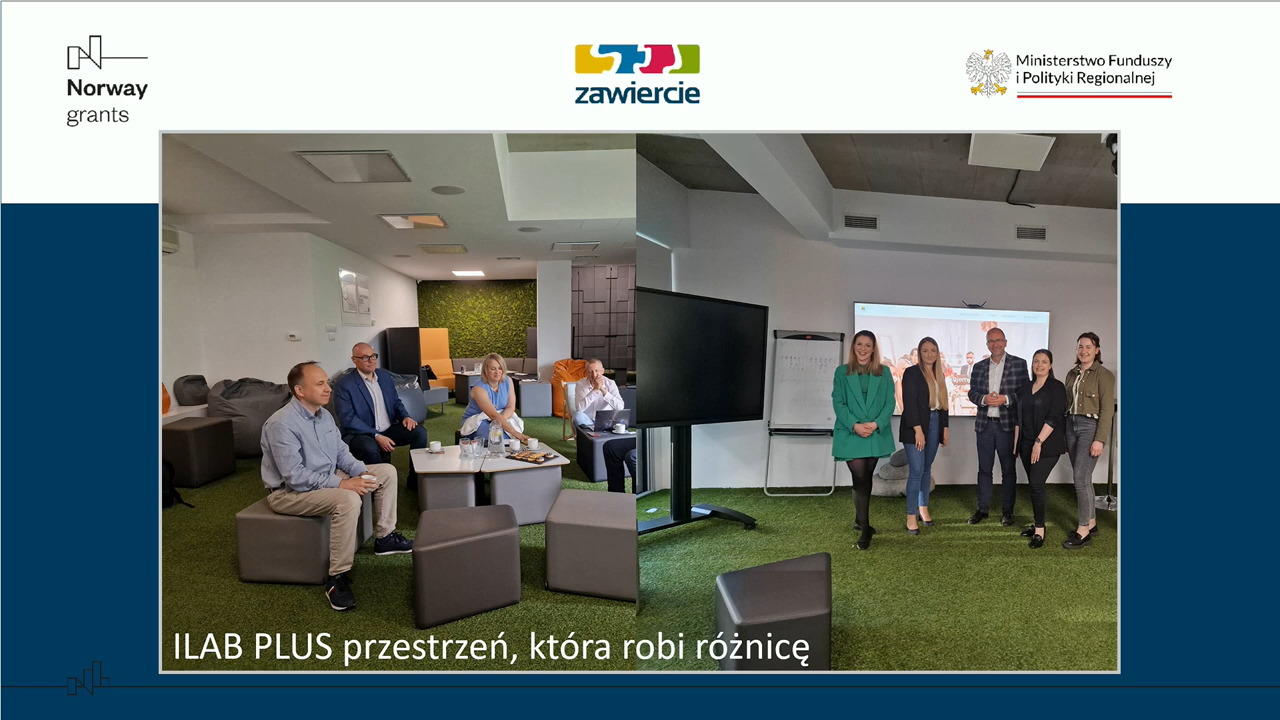 Norway
grants
zawiercie
Ministerstwo Funduszy
i Polityki Regionalnej
ILAB PLUS przestrzeń, która robi różnicę